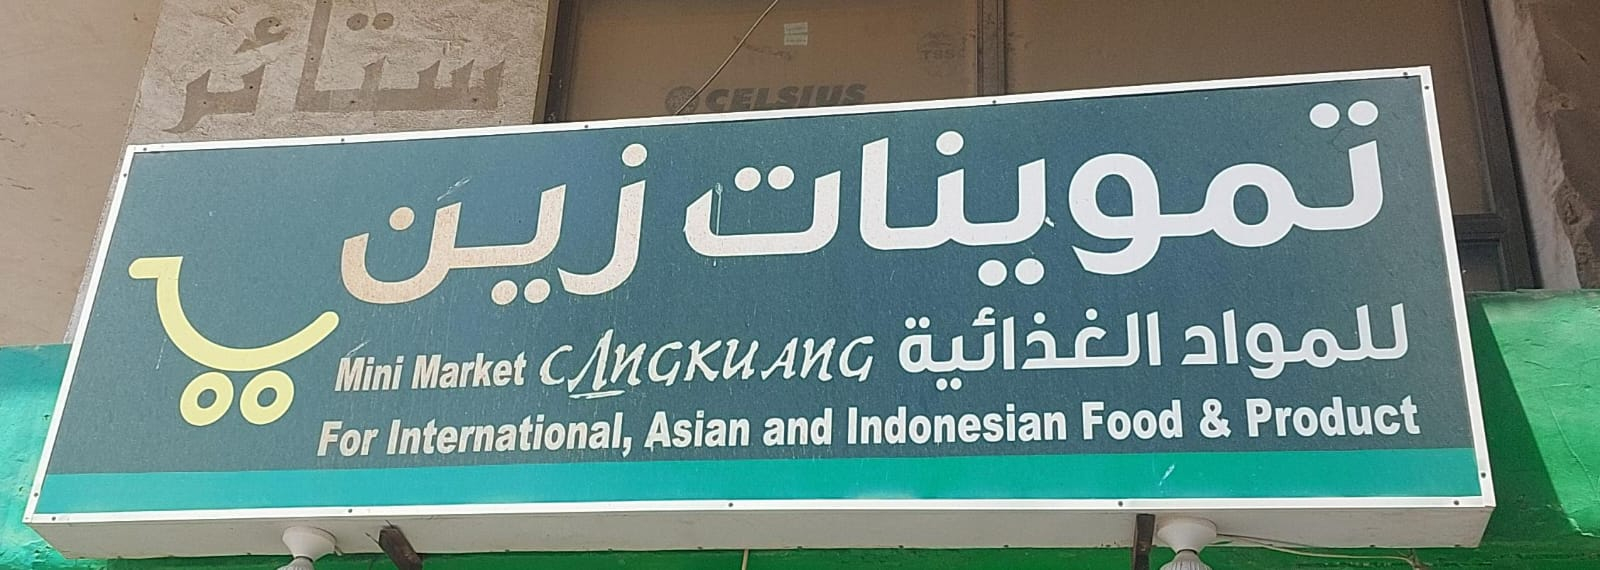 ستائر
CELSIUS
تموينات زين
للمواد الغذائية
Mini Market CANGKUANG
For International, Asian and Indonesian Food & Product